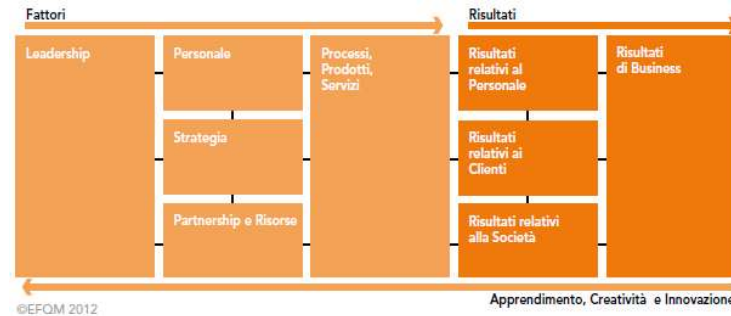 Fattori
Risultati
Leadership
Personale
Processi,
Prodotti,
Servizi
Risultati
relativi al
Personale
Risultati
di Business
Strategia
Risultati
relativi ai
Clienti
Partnership e Risorse
Risultati relativi
alla Società
Apprendimento, Creatività e Innovazione
©EFQM 2012